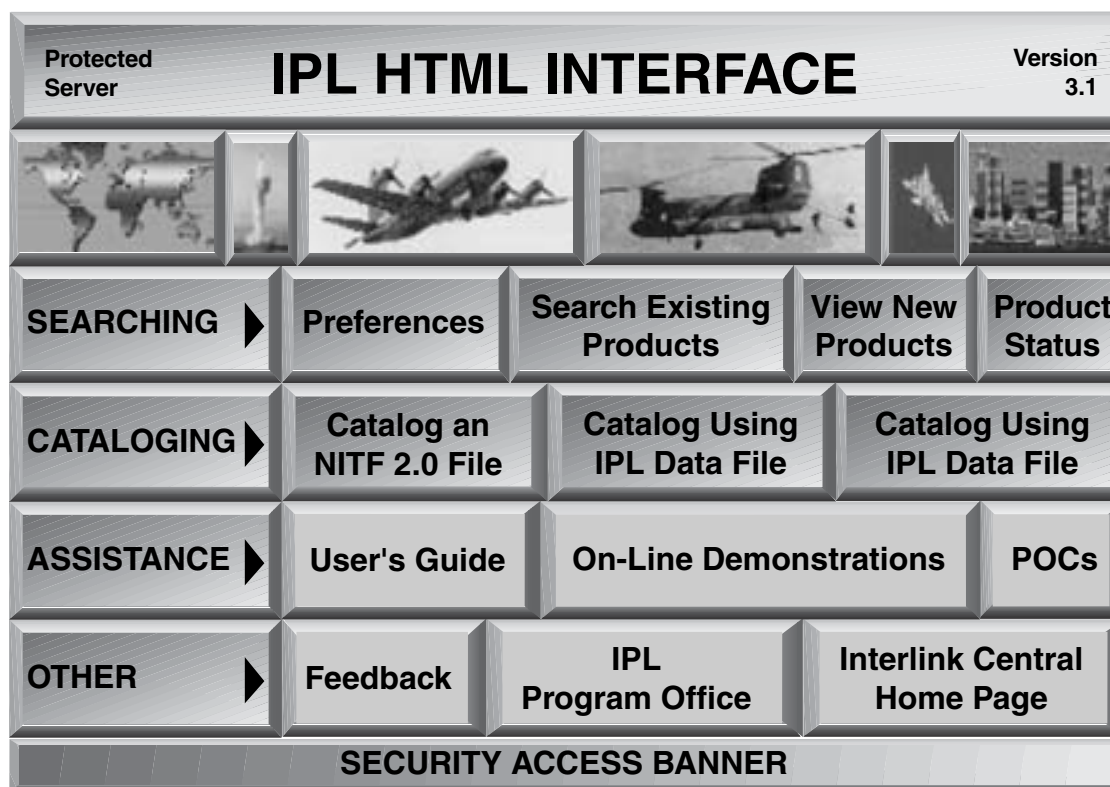 Protected
Server
IPL HTML INTERFACE
Version
3.1
SEARCHING
Preferences
Search Existing
Products
View New
Products
Product
Status
CATALOGING
Catalog an
NITF 2.0 File
Catalog Using
IPL Data File
Catalog Using
IPL Data File
ASSISTANCE
User's Guide
On-Line Demonstrations
POCs
OTHER
Feedback
IPL
Program Office
Interlink Central
Home Page
SECURITY ACCESS BANNER